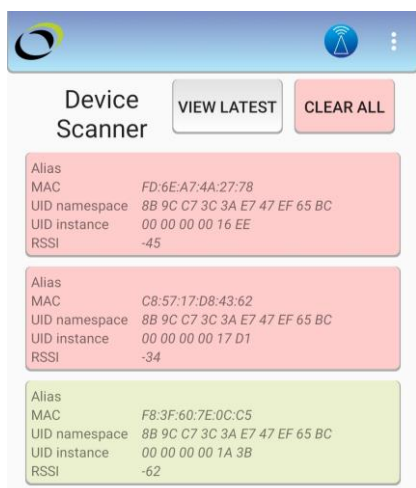 Device
Scanner
VIEW LATEST
CLEAR ALL
Alias
MAC FD:6E:A7:4A:27:78
UID namespace 8B 9C C7 3C 3A E7 47 EF 65 BC
UID instance 00 00 00 00 16 EE
RSSI -45
Alias
MAC C8:57:17:D8:43:62
UID namespace 8B 9C C7 3C 3A E7 47 EF 65 BC
UID instance 00 00 00 00 17 D1
RSSI -34
Alias
MAC F8:3F:60:7E:0C:C5
UID namespace 8B 9C C7 3C 3A E7 47 EF 65 BC
UID instance 00 00 00 00 1A 3B
RSSI -62